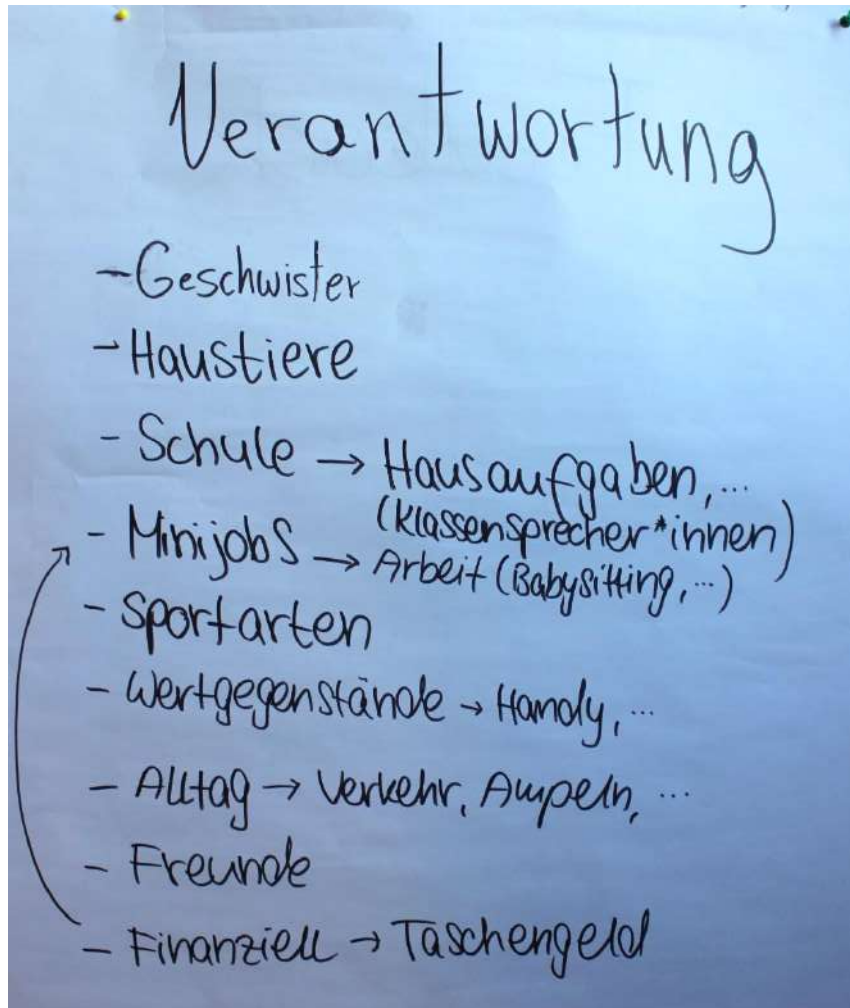 Verantwortung
- Geschwister
- Haustiere
- Schule → Hausaufgaben, ...
(Klassensprecher*innen)
- Minijobs → Arbeit (Babysitting, ...)
- Sportarten
- Wertgegenstände → Handy, ...
- Alltag → Verkehr, Ampeln, ...
- Freunde
- Finanziell → Taschengeld